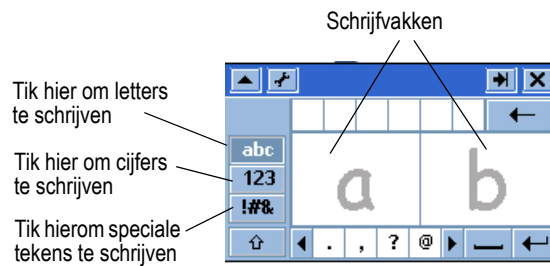 Schrijfvakken
Tik hier om letters
te schrijven
Tik hier om cijfers
te schrijven
Tik hierom speciale
tekens te schrijven
abc
123
!#&
a b
. , ? @